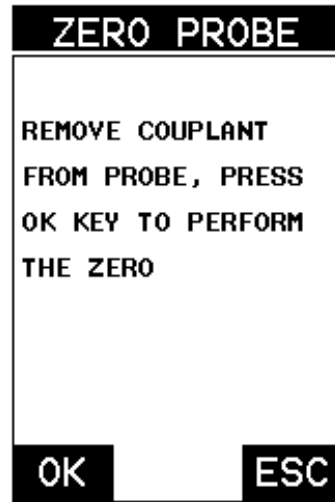 ZERO PROBE
REMOVE COUPLANT
FROM PROBE, PRESS
OK KEY TO PERFORM
THE ZERO
OK ESC